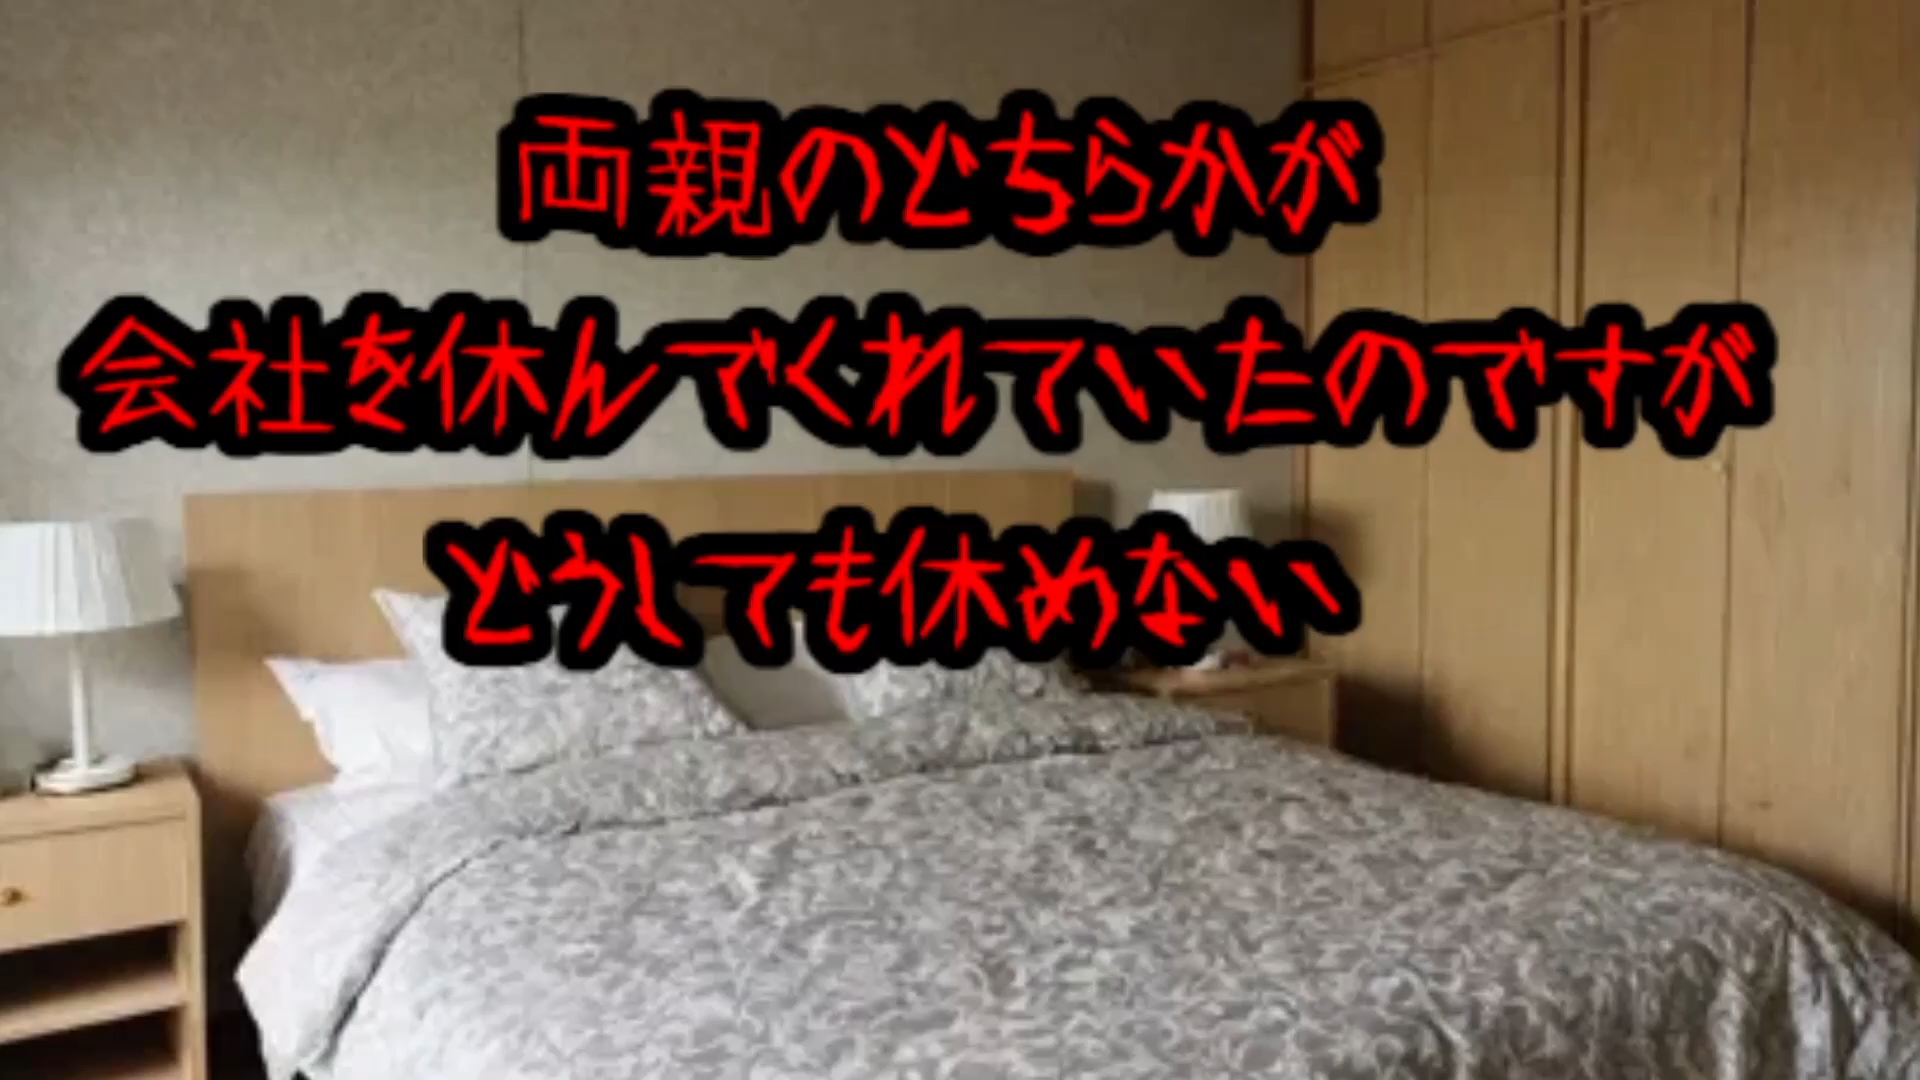 両親のどちらかが
会社を休んでくれていたのですが
どうしても休めない